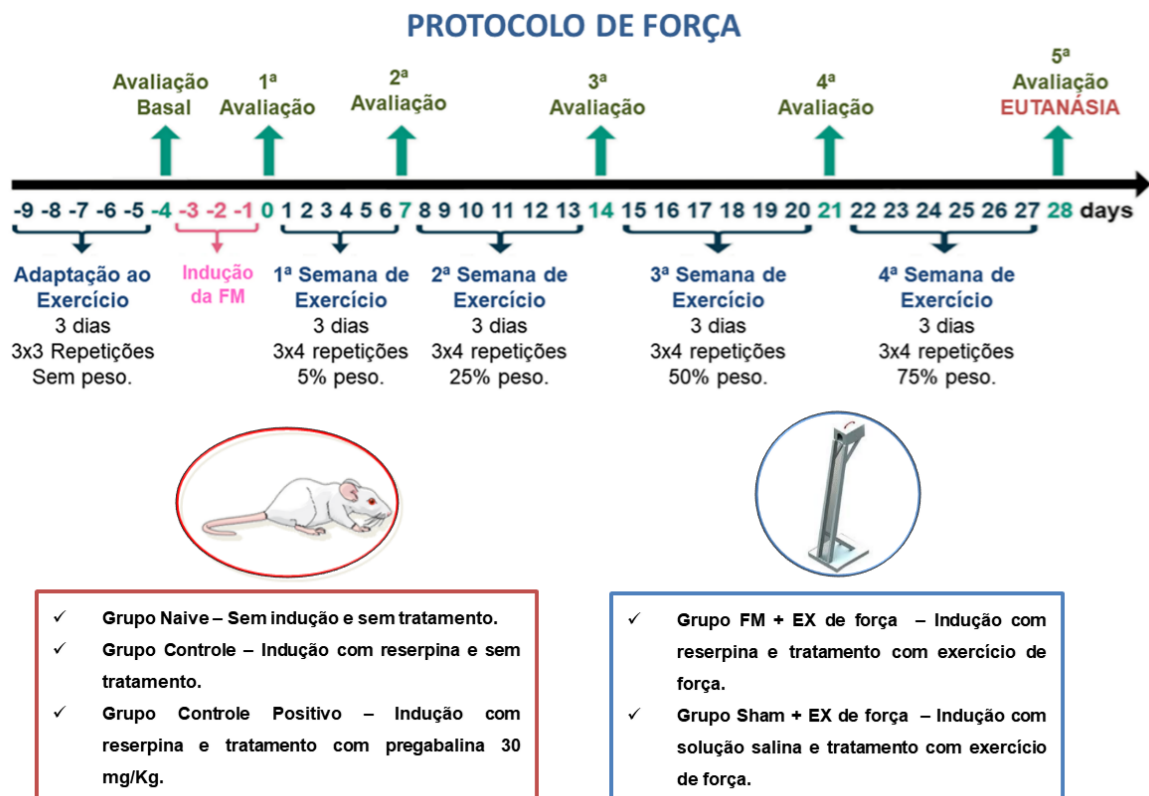 PROTOCOLO DE FORÇA
Avaliação
Basal
1ª
Avaliação
2ª
Avaliação
3ª
Avaliação
4ª
Avaliação
5ª
Avaliação
EUTANÁSIA
-9 -8 -7 -6 -5 -4 -3 -2 -1 0 1 2 3 4 5 6 7 8 9 10 11 12 13 14 15 16 17 18 19 20 21 22 23 24 25 26 27 28 days
Adaptação ao
Exercício
3 dias
3x3 Repetições
Sem peso.
Indução
da FM
1ª Semana de
Exercício
3 dias
3x4 repetições
5% peso.
2ª Semana de
Exercício
3 dias
3x4 repetições
25% peso.
3ª Semana de
Exercício
3 dias
3x4 repetições
50% peso.
4ª Semana de
Exercício
3 dias
3x4 repetições
75% peso.
✓ Grupo Naive – Sem indução e sem tratamento.
✓ Grupo Controle – Indução com reserpina e sem
tratamento.
✓ Grupo Controle Positivo – Indução com
reserpina e tratamento com pregabalina 30
mg/Kg.
✓ Grupo FM + EX de força – Indução com
reserpina e tratamento com exercício de
força.
✓ Grupo Sham + EX de força – Indução com
solução salina e tratamento com exercício
de força.